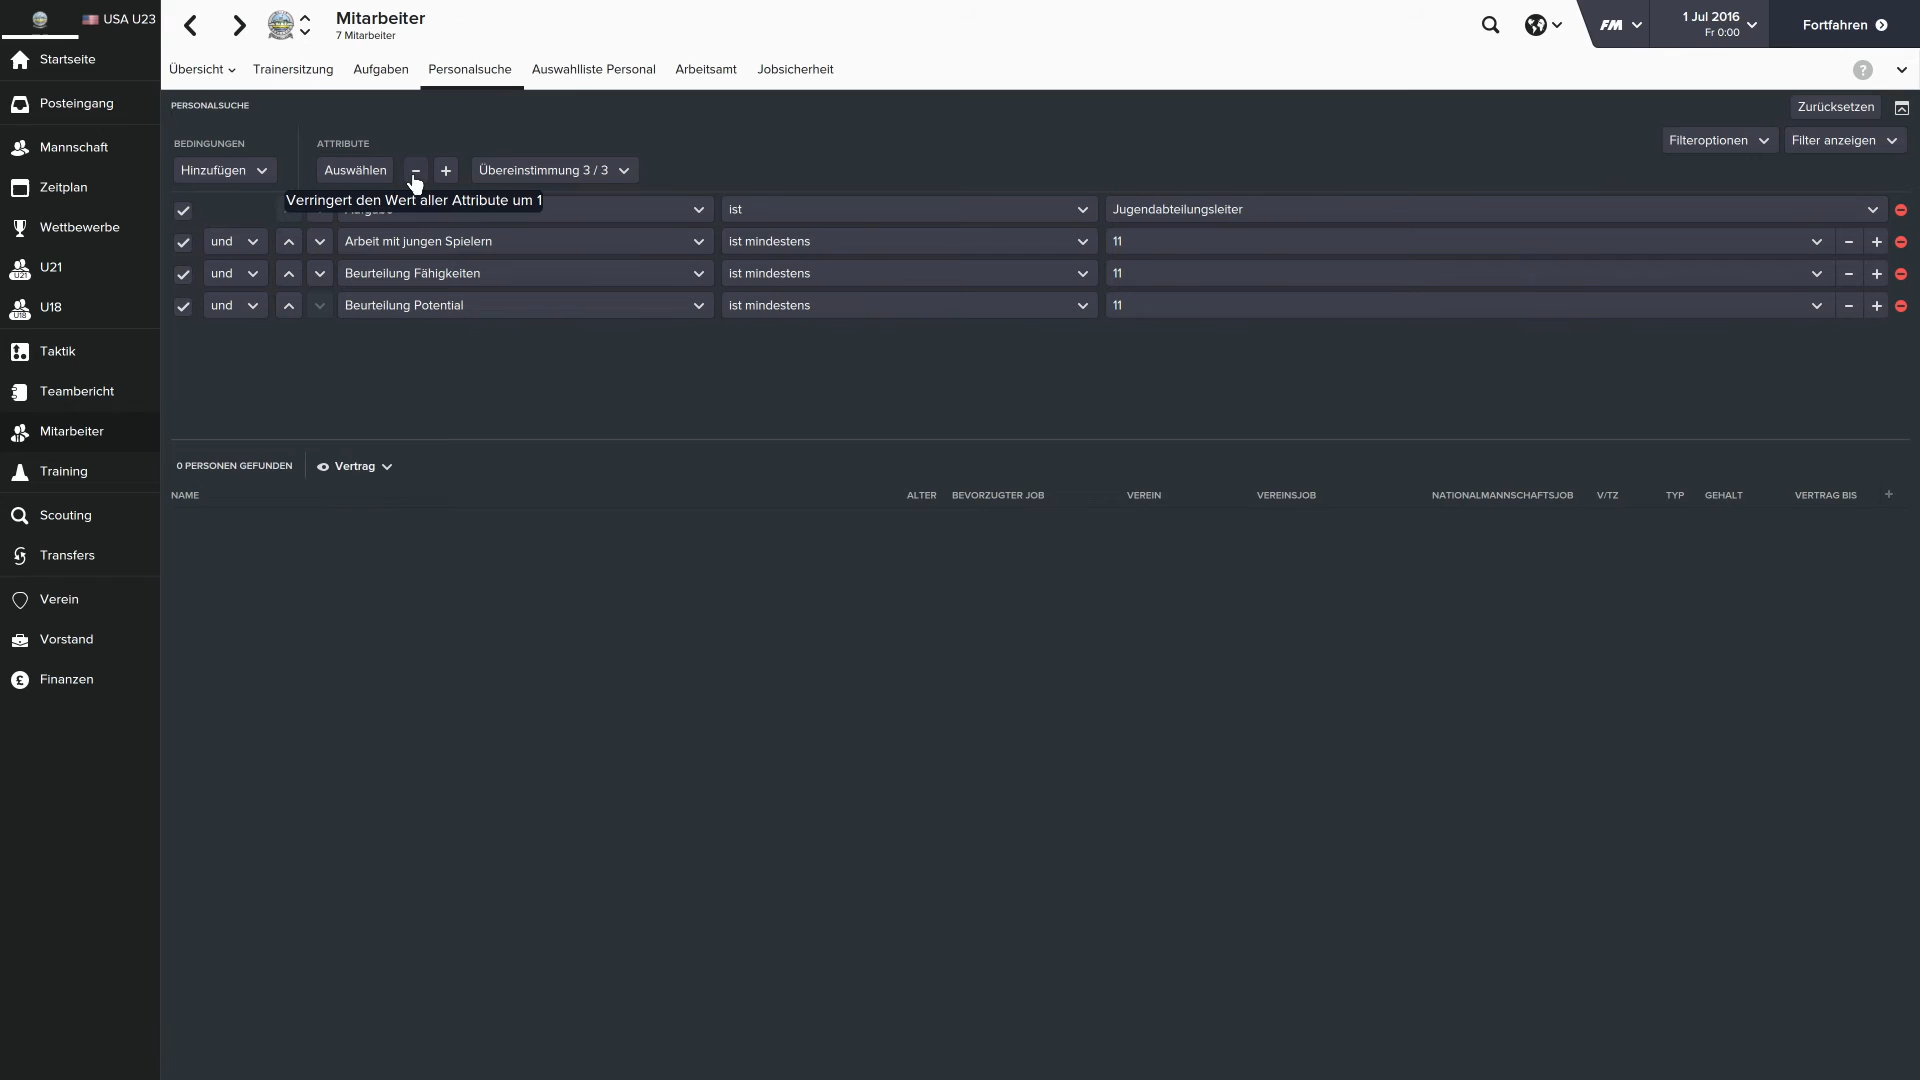 USA U23
Mitarbeiter
7 Mitarbeiter
FM
1 Jul 2016
Fr 0:00
Fortfahren
Startseite
Posteingang
Mannschaft
Zeitplan
Wettbewerbe
U21
U18
Taktik
Teambericht
Mitarbeiter
Training
Scouting
Transfers
Verein
Vorstand
Finanzen
Übersicht
Trainersitzung
Aufgaben
Personalsuche
Auswahlliste Personal
Arbeitsamt
Jobsicherheit
PERSONALSUCHE
Zurücksetzen
BEDINGUNGEN
ATTRIBUTE
Filteroptionen
Filter anzeigen
Hinzufügen
Auswählen
Übereinstimmung 3 / 3
Verringert den Wert aller Attribute um 1
ist
Jugendabteilungsleiter
und
Arbeit mit jungen Spielern
ist mindestens
11
und
Beurteilung Fähigkeiten
ist mindestens
11
und
Beurteilung Potential
ist mindestens
11
0 PERSONEN GEFUNDEN
Vertrag
NAME
ALTER
BEVORZUGTER JOB
VEREIN
VEREINSJOB
NATIONALMANNSCHAFTSJOB
V/TZ
TYP
GEHALT
VERTRAG BIS